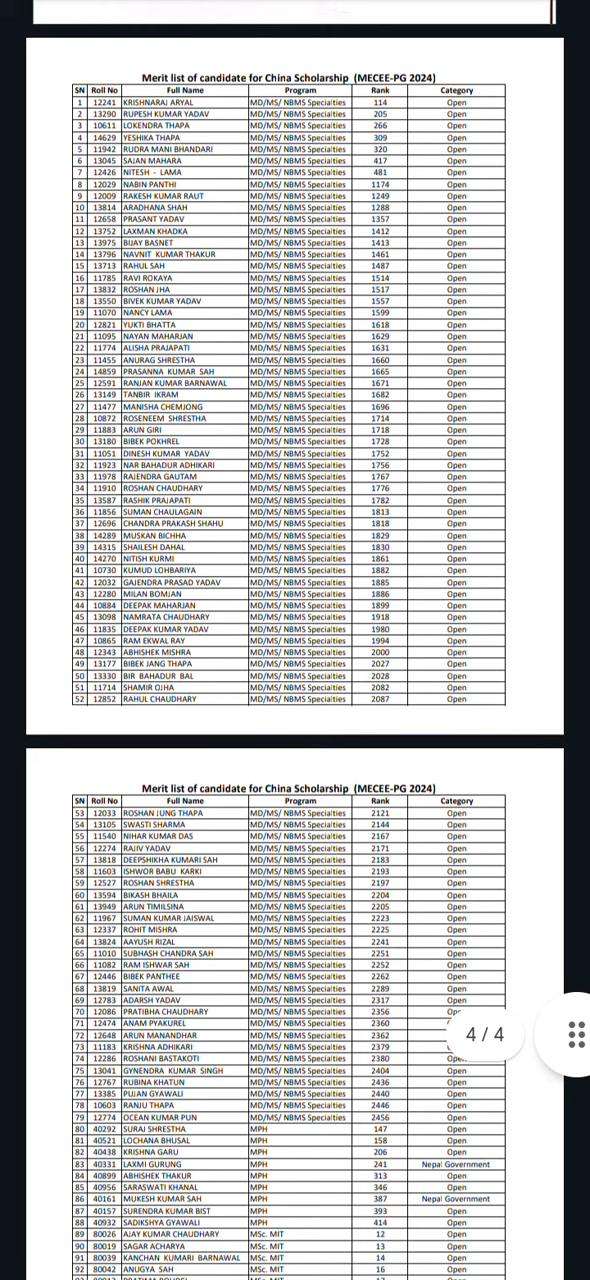 Merit list of candidate for China Scholarship (MECEE-PG 2024)
SN Roll No Full Name Program Rank Category
1 12241 KRISHNARAJ ARYAL MD/MS/ NBMS Specialties 114 Open
2 13290 RUPESH KUMAR YADAV MD/MS/ NBMS Specialties 205 Open
3 10611 LOKENDRA THAPA MD/MS/ NBMS Specialties 266 Open
4 14629 YESHIKA THAPA MD/MS/ NBMS Specialties 309 Open
5 11942 RUDRA MANI BHANDARI MD/MS/ NBMS Specialties 320 Open
6 13045 SAJAN MAHARA MD/MS/ NBMS Specialties 417 Open
7 12426 NITESH - LAMA MD/MS/ NBMS Specialties 481 Open
8 12029 NABIN PANTHI MD/MS/ NBMS Specialties 1174 Open
9 12009 RAKESH KUMAR RAUT MD/MS/ NBMS Specialties 1249 Open
10 13814 ARADHANA SHAH MD/MS/ NBMS Specialties 1288 Open
11 12658 PRASANT YADAV MD/MS/ NBMS Specialties 1357 Open
12 13752 LAXMAN KHADKA MD/MS/ NBMS Specialties 1412 Open
13 13975 BIJAY BASNET MD/MS/ NBMS Specialties 1413 Open
14 13796 NAVNIT KUMAR THAKUR MD/MS/ NBMS Specialties 1461 Open
15 13713 RAHUL SAH MD/MS/ NBMS Specialties 1487 Open
16 11785 RAVI ROKAYA MD/MS/ NBMS Specialties 1514 Open
17 13832 ROSHAN JHA MD/MS/ NBMS Specialties 1517 Open
18 13550 BIVEK KUMAR YADAV MD/MS/ NBMS Specialties 1557 Open
19 11070 NANCY LAMA MD/MS/ NBMS Specialties 1599 Open
20 12821 YUKTI BHATTA MD/MS/ NBMS Specialties 1618 Open
21 11095 NAYAN MAHARJAN MD/MS/ NBMS Specialties 1629 Open
22 11774 ALISHA PRAJAPATI MD/MS/ NBMS Specialties 1631 Open
23 11455 ANURAG SHRESTHA MD/MS/ NBMS Specialties 1660 Open
24 14859 PRASANNA KUMAR SAH MD/MS/ NBMS Specialties 1665 Open
25 12591 RANJAN KUMAR BARNAWAL MD/MS/ NBMS Specialties 1671 Open
26 13149 TANBIR IKRAM MD/MS/ NBMS Specialties 1682 Open
27 11477 MANISHA CHEMJONG MD/MS/ NBMS Specialties 1696 Open
28 10872 ROSENEEM SHRESTHA MD/MS/ NBMS Specialties 1714 Open
29 11883 ARUN GIRI MD/MS/ NBMS Specialties 1718 Open
30 13180 BIBEK POKHREL MD/MS/ NBMS Specialties 1728 Open
31 11051 DINESH KUMAR YADAV MD/MS/ NBMS Specialties 1752 Open
32 11923 NAR BAHADUR ADHIKARI MD/MS/ NBMS Specialties 1756 Open
33 11978 RAJENDRA GAUTAM MD/MS/ NBMS Specialties 1767 Open
34 11910 ROSHAN CHAUDHARY MD/MS/ NBMS Specialties 1776 Open
35 13587 RASHIK PRAJAPATI MD/MS/ NBMS Specialties 1782 Open
36 11856 SUMAN CHAULAGAIN MD/MS/ NBMS Specialties 1813 Open
37 12696 CHANDRA PRAKASH SHAHU MD/MS/ NBMS Specialties 1818 Open
38 14289 MUSKAN BICHHA MD/MS/ NBMS Specialties 1829 Open
39 14315 SHAILESH DAHAL MD/MS/ NBMS Specialties 1830 Open
40 14270 NITISH KURMI MD/MS/ NBMS Specialties 1861 Open
41 10730 KUMUD LOHBARIYA MD/MS/ NBMS Specialties 1882 Open
42 12032 GAJENDRA PRASAD YADAV MD/MS/ NBMS Specialties 1885 Open
43 12280 MILAN BOMJAN MD/MS/ NBMS Specialties 1886 Open
44 10884 DEEPAK MAHARJAN MD/MS/ NBMS Specialties 1899 Open
45 13098 NAMRATA CHAUDHARY MD/MS/ NBMS Specialties 1918 Open
46 11835 DEEPAK KUMAR YADAV MD/MS/ NBMS Specialties 1980 Open
47 10865 RAM EKWAL RAY MD/MS/ NBMS Specialties 1994 Open
48 12343 ABHISHEK MISHRA MD/MS/ NBMS Specialties 2000 Open
49 13177 BIBEK JANG THAPA MD/MS/ NBMS Specialties 2027 Open
50 13330 BIR BAHADUR BAL MD/MS/ NBMS Specialties 2028 Open
51 11714 SHAMIR OJHA MD/MS/ NBMS Specialties 2082 Open
52 12852 RAHUL CHAUDHARY MD/MS/ NBMS Specialties 2087 Open
Merit list of candidate for China Scholarship (MECEE-PG 2024)
SN Roll No Full Name Program Rank Category
53 12033 ROSHAN JUNG THAPA MD/MS/ NBMS Specialties 2121 Open
54 13105 SWASTI SHARMA MD/MS/ NBMS Specialties 2144 Open
55 11540 NIHAR KUMAR DAS MD/MS/ NBMS Specialties 2167 Open
56 12274 RAJIV YADAV MD/MS/ NBMS Specialties 2171 Open
57 13818 DEEPSHIKHA KUMARI SAH MD/MS/ NBMS Specialties 2183 Open
58 11603 ISHWOR BABU KARKI MD/MS/ NBMS Specialties 2193 Open
59 12527 ROSHAN SHRESTHA MD/MS/ NBMS Specialties 2197 Open
60 13594 BIKASH BHAILA MD/MS/ NBMS Specialties 2204 Open
61 13949 ARUN TIMILSINA MD/MS/ NBMS Specialties 2205 Open
62 11967 SUMAN KUMAR JAISWAL MD/MS/ NBMS Specialties 2223 Open
63 12337 ROHIT MISHRA MD/MS/ NBMS Specialties 2225 Open
64 13824 AAYUSH RIZAL MD/MS/ NBMS Specialties 2241 Open
65 11010 SUBHASH CHANDRA SAH MD/MS/ NBMS Specialties 2251 Open
66 11082 RAM ISHWAR SAH MD/MS/ NBMS Specialties 2252 Open
67 12446 BIBEK PANTHEE MD/MS/ NBMS Specialties 2262 Open
68 13819 SANITA AWAL MD/MS/ NBMS Specialties 2289 Open
69 12783 ADARSH YADAV MD/MS/ NBMS Specialties 2317 Open
70 12086 PRATIBHA CHAUDHARY MD/MS/ NBMS Specialties 2356
71 12474 ANAM PYAKUREL MD/MS/ NBMS Specialties 2360
72 12648 ARUN MANANDHAR MD/MS/ NBMS Specialties 2362
4 / 4
73 11183 KRISHNA ADHIKARI MD/MS/ NBMS Specialties 2379
74 12286 ROSHANI BASTAKOTI MD/MS/ NBMS Specialties 2380
75 13041 GYNENDRA KUMAR SINGH MD/MS/ NBMS Specialties 2404 Open
76 12767 RUBINA KHATUN MD/MS/ NBMS Specialties 2436 Open
77 13385 PUJAN GYAWALI MD/MS/ NBMS Specialties 2440 Open
78 10603 RANJU THAPA MD/MS/ NBMS Specialties 2446 Open
79 12774 OCEAN KUMAR PUN MD/MS/ NBMS Specialties 2456 Open
80 40292 SURAJ SHRESTHA MPH 147 Open
81 40521 LOCHANA BHUSAL MPH 158 Open
82 40438 KRISHNA GARU MPH 206 Open
83 40331 LAXMI GURUNG MPH 241 Nepal Government
84 40899 ABHISHEK THAKUR MPH 313 Open
85 40956 SARASWATI KHANAL MPH 346 Open
86 40161 MUKESH KUMAR SAH MPH 387 Nepal Government
87 40157 SURENDRA KUMAR BIST MPH 393 Open
88 40932 SADIKSHYA GYAWALI MPH 414 Open
89 80026 AJAY KUMAR CHAUDHARY MSc. MIT 12 Open
90 80019 SAGAR ACHARYA MSc. MIT 13 Open
91 80039 KANCHAN KUMARI BARNAWAL MSc. MIT 14 Open
92 80042 ANUGYA SAH MSc. MIT 16 Open